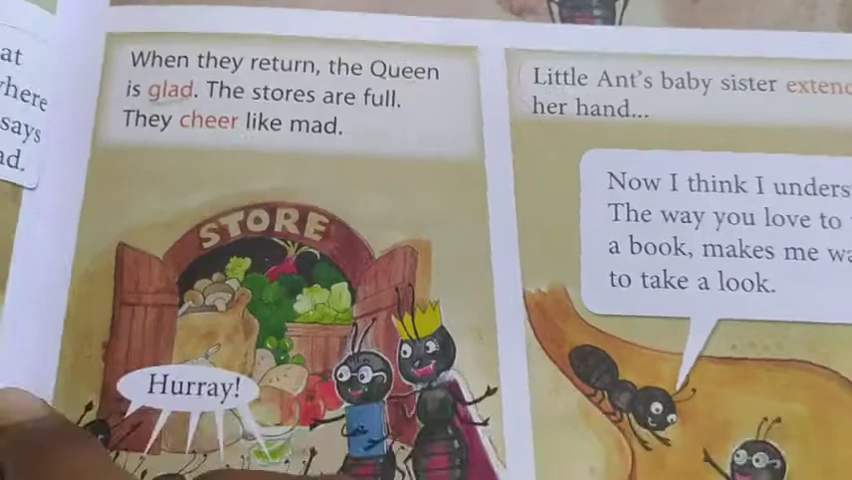 at
where
says
ad.
When they return, the Queen
is glad. The stores are full.
They cheer like mad.
STORE
Hurray!
Little Ant's baby sister
her hand...
Now I think I
The way you love to
a book, makes me
to take a look.